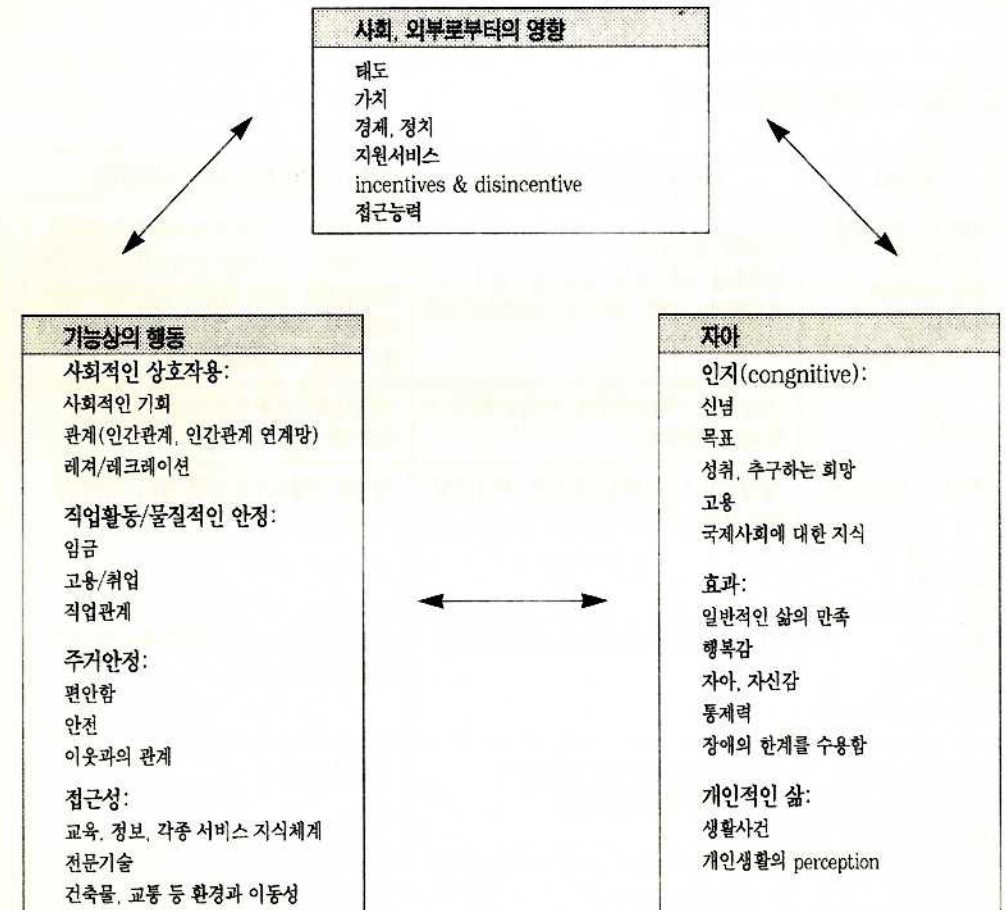 사회, 외부로부터의 영향
태도
가치
경제, 정치
지원서비스
incentives & disincentive
접근능력
기능상의 행동
사회적인 상호작용:
사회적인 기회
관계(인간관계, 인간관계 연계망)
레져/레크레이션
직업활동/물질적인 안정:
임금
고용/취업
직업관계
주거안정:
편안함
안전
이웃과의 관계
접근성:
교육, 정보, 각종 서비스 지식체계
전문기술
건축물, 교통 등 환경과 이동성
자아
인지(congnitive):
신념
목표
성취, 추구하는 희망
고용
국제사회에 대한 지식
효과:
일반적인 삶의 만족
행복감
자아, 자신감
통제력
장애의 한계를 수용함
개인적인 삶:
생활사건
개인생활의 perception